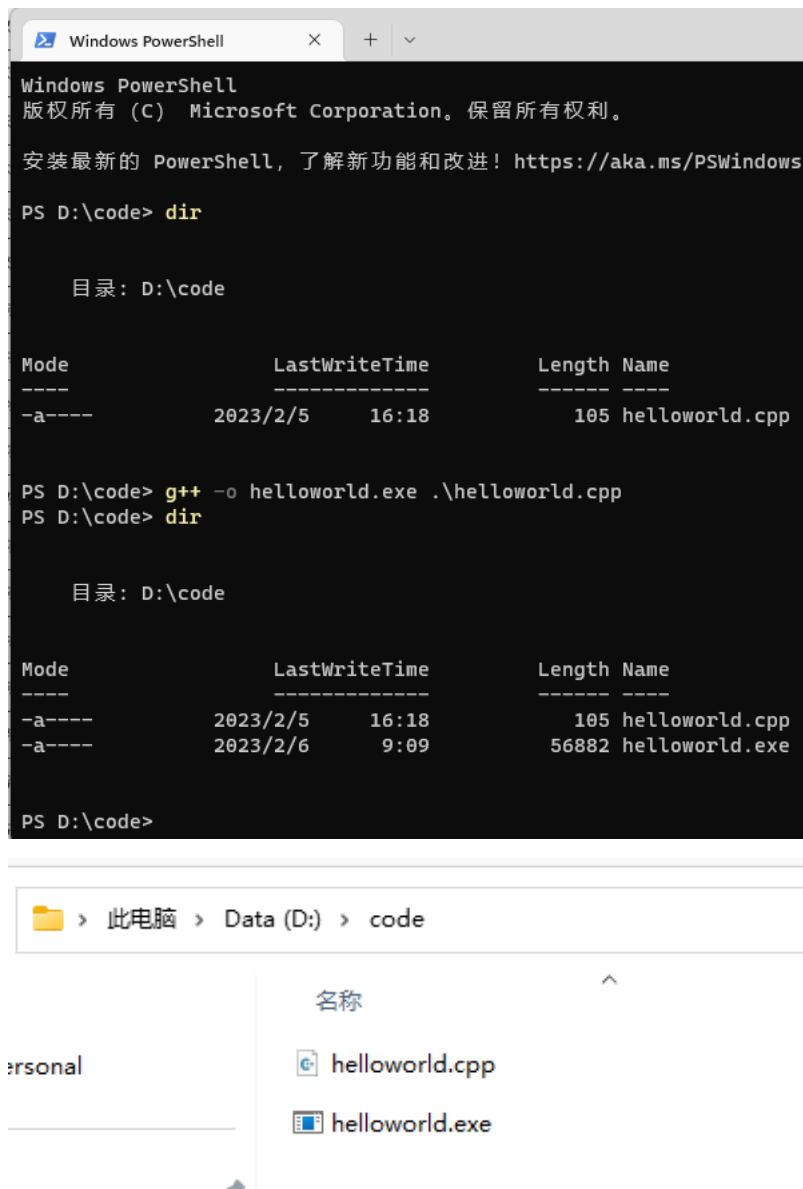 Windows PowerShell
Windows PowerShell
版权所有 (C) Microsoft Corporation。保留所有权利。
安装最新的 PowerShell，了解新功能和改进！https://aka.ms/PSWindows
PS D:\code> dir
目录: D:\code
Mode LastWriteTime Length Name
---- ------------- ------ ----
-a---- 2023/2/5 16:18 105 helloworld.cpp
PS D:\code> g++ -o helloworld.exe .\helloworld.cpp
PS D:\code> dir
目录: D:\code
Mode LastWriteTime Length Name
---- ------------- ------ ----
-a---- 2023/2/5 16:18 105 helloworld.cpp
-a---- 2023/2/6 9:09 56882 helloworld.exe
PS D:\code>
此电脑 > Data (D:) > code
名称
ersonal
helloworld.cpp
helloworld.exe